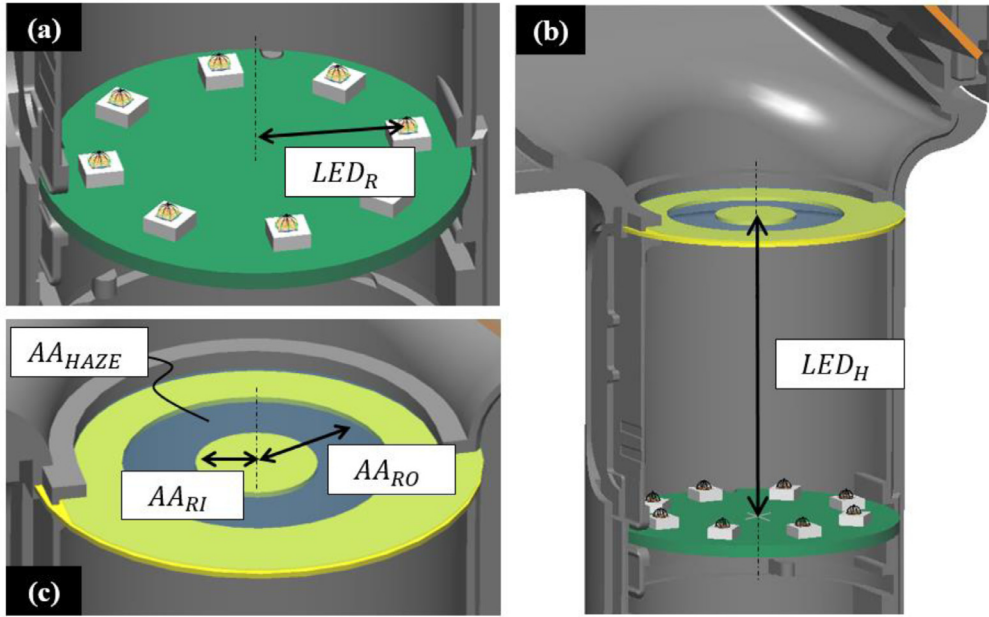 (a)
LED_R
(b)
LED_H
AA_HAZE
AA_RI
AA_RO
(c)